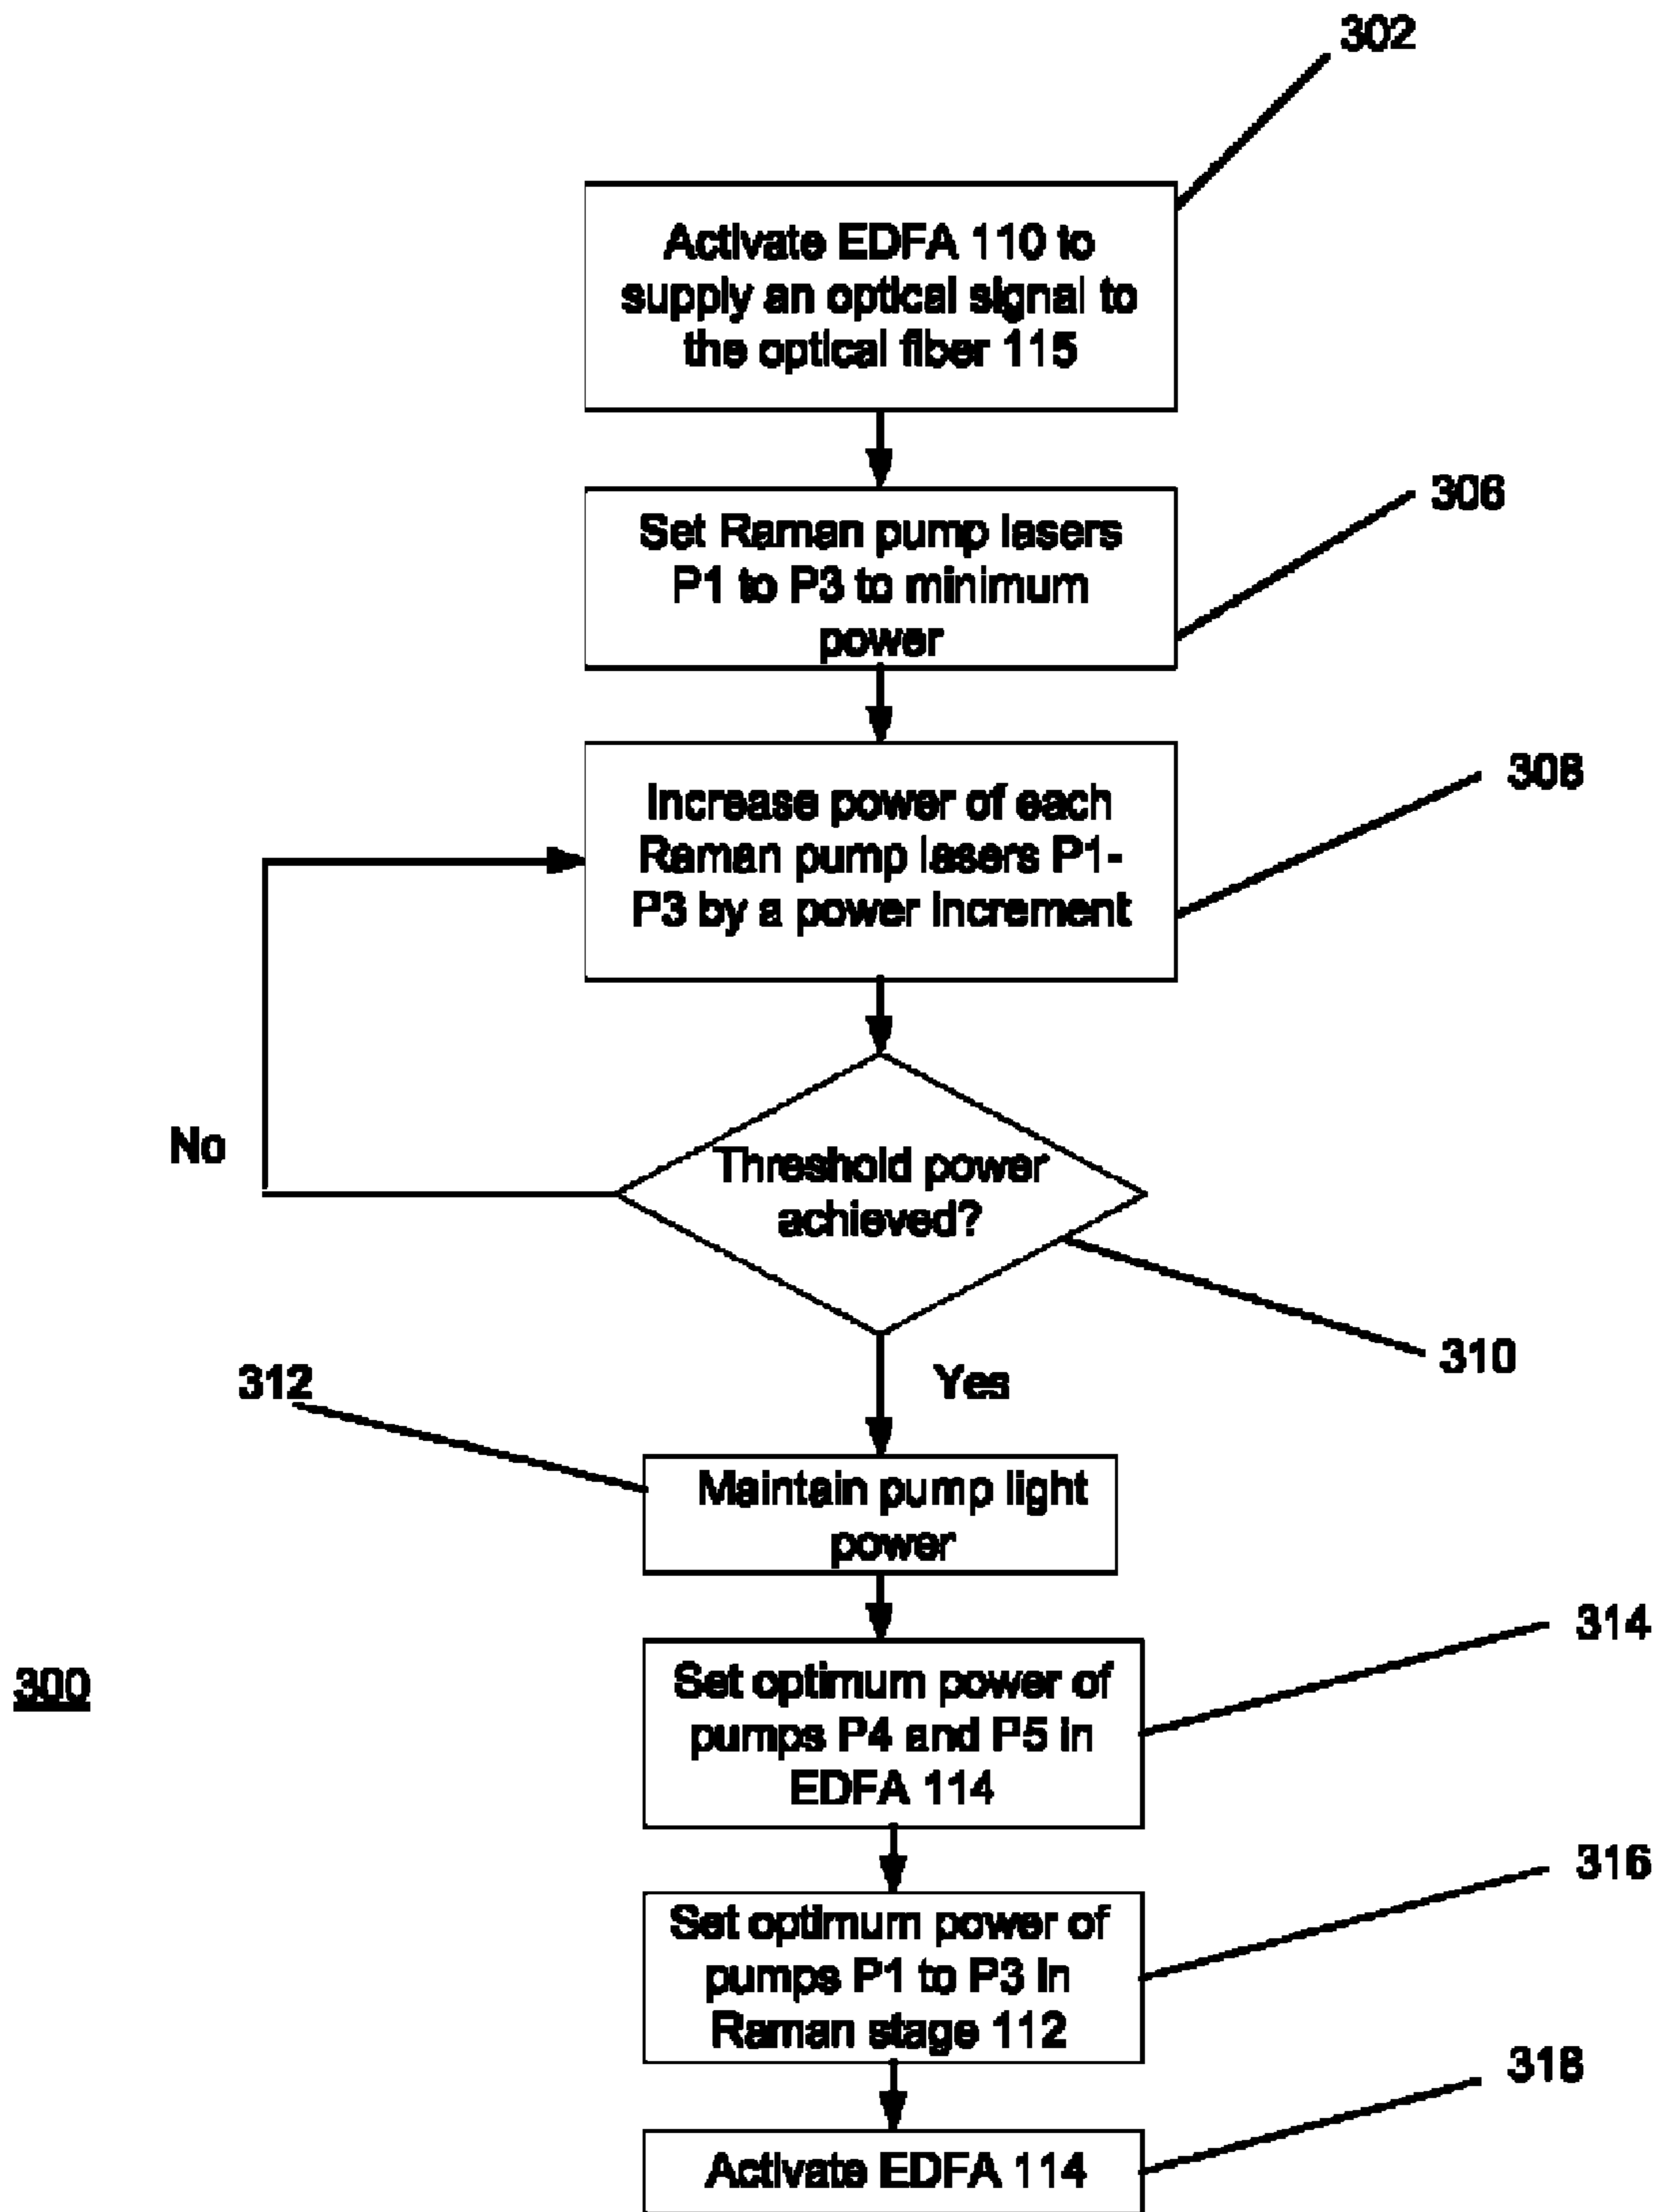 302
Activate EDFA 110 to
supply an optical signal to
the optical fiber 115
306
Set Raman pump lasers
P1 to P3 to minimum
power
308
Increase power of each
Raman pump lasers P1-
P3 by a power increment
No
Threshold power
achieved?
310
312
Yes
Maintain pump light
power
314
300
Set optimum power of
pumps P4 and P5 in
EDFA 114
316
Set optimum power of
pumps P1 to P3 in
Raman stage 112
318
Activate EDFA 114